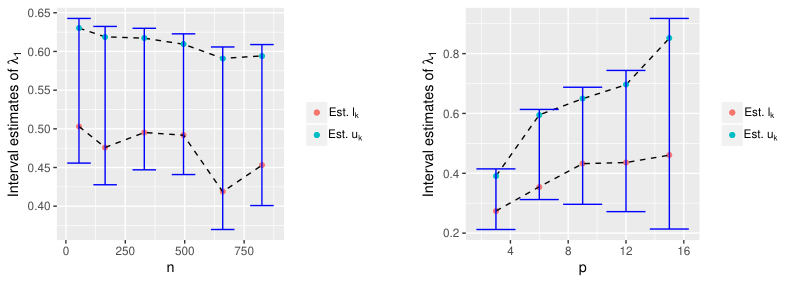 0.65
0.60
0.55
0.50
0.45
0.40
Interval estimates of λ₁
0
250
500
750
n
Est. lₖ
Est. uₖ
0.8
0.6
0.4
0.2
Interval estimates of λ₁
4
8
12
16
p
Est. lₖ
Est. uₖ